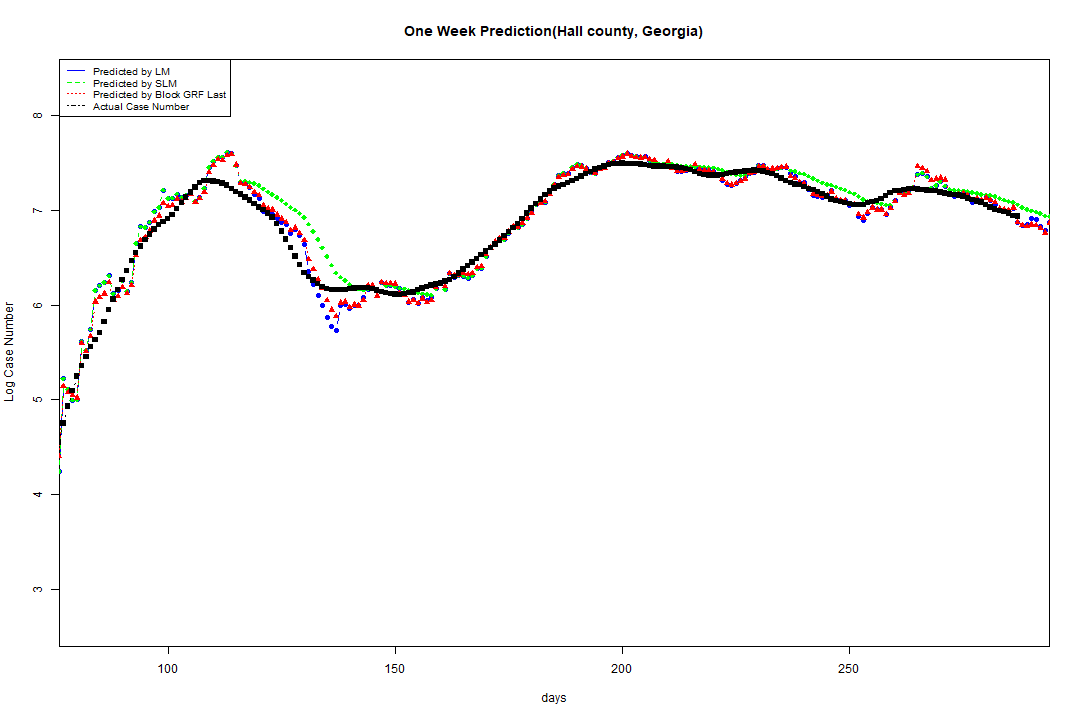 One Week Prediction(Hall county, Georgia)
Predicted by LM
Predicted by SLM
Predicted by Block GRF Last
Actual Case Number
8
7
6
5
4
3
Log Case Number
100 150 200 250
days